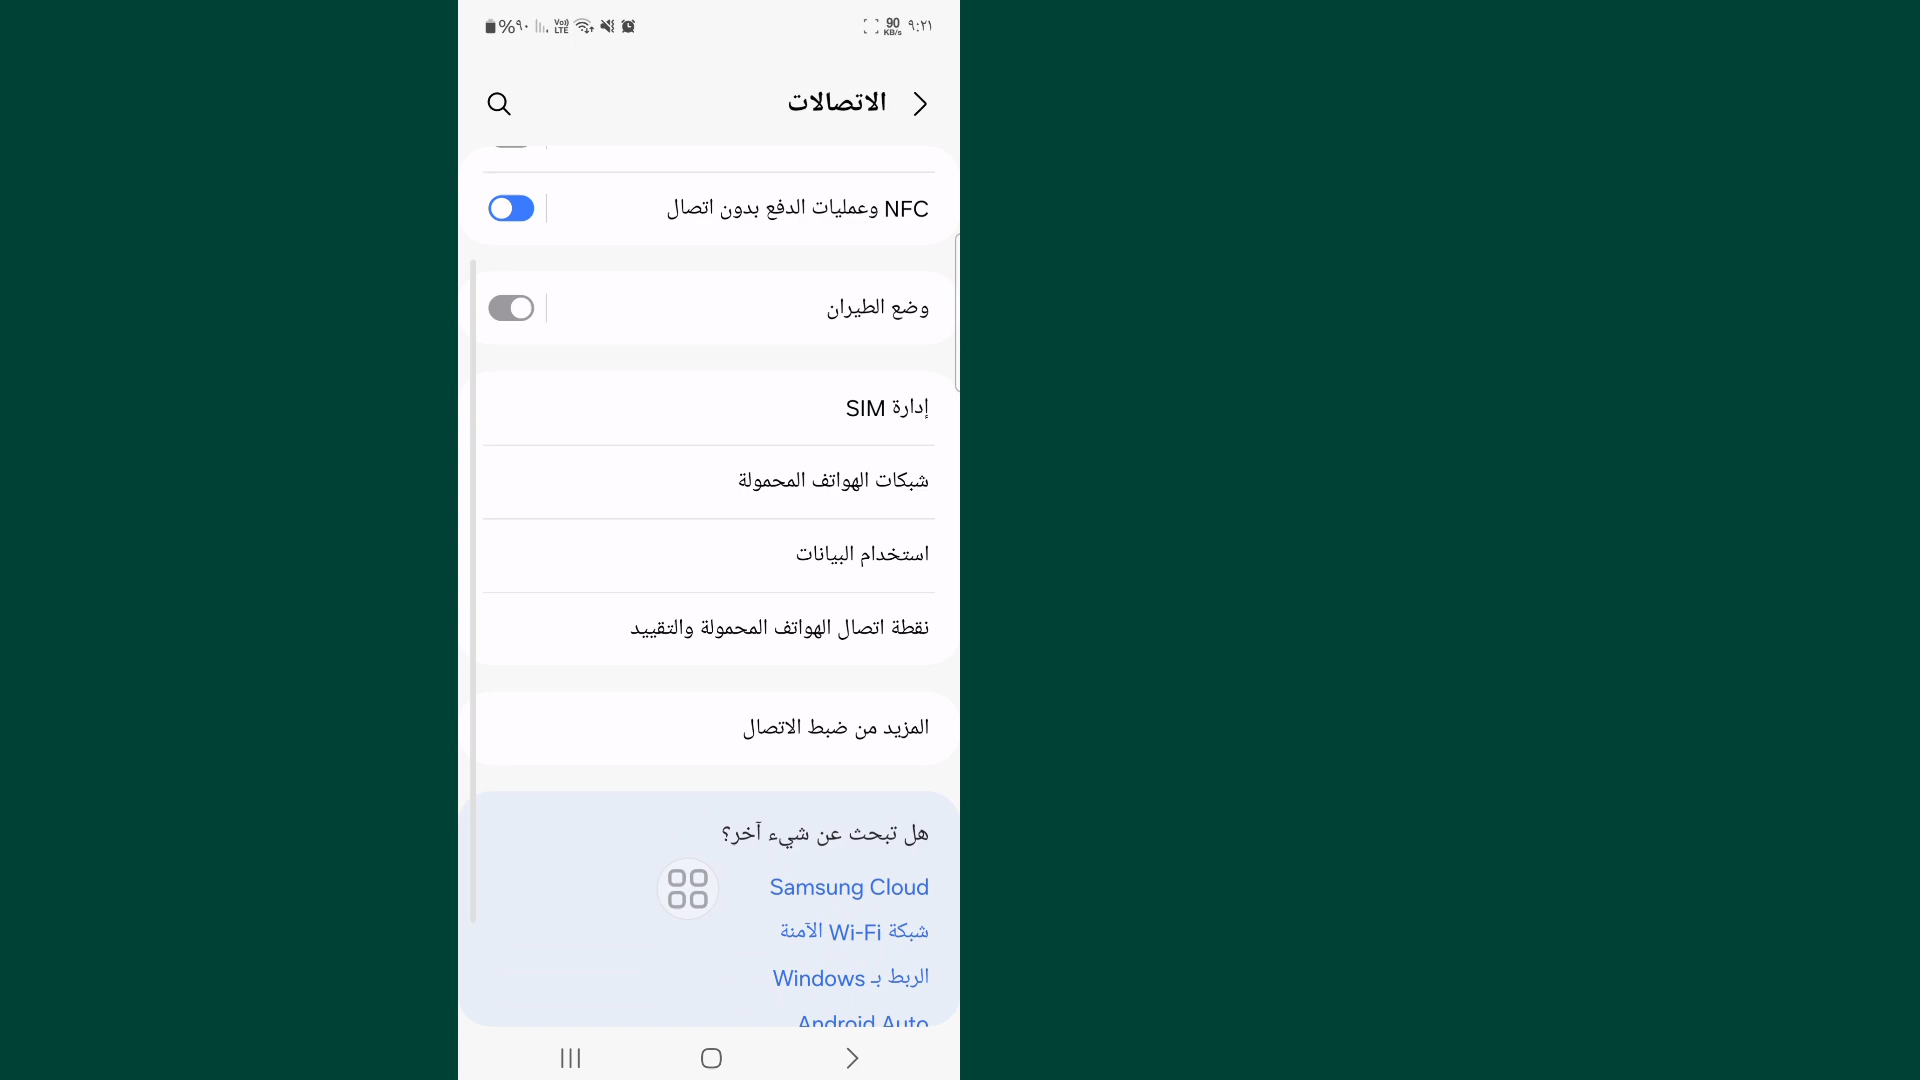 ٩:٢١ 90 KB/s Vo)) LTE %٩٠
الاتصالات
NFC وعمليات الدفع بدون اتصال
وضع الطيران
إدارة SIM
شبكات الهواتف المحمولة
استخدام البيانات
نقطة اتصال الهواتف المحمولة والتقييد
المزيد من ضبط الاتصال
هل تبحث عن شيء آخر؟
Samsung Cloud
شبكة Wi-Fi الآمنة
الربط بـ Windows
Android Auto